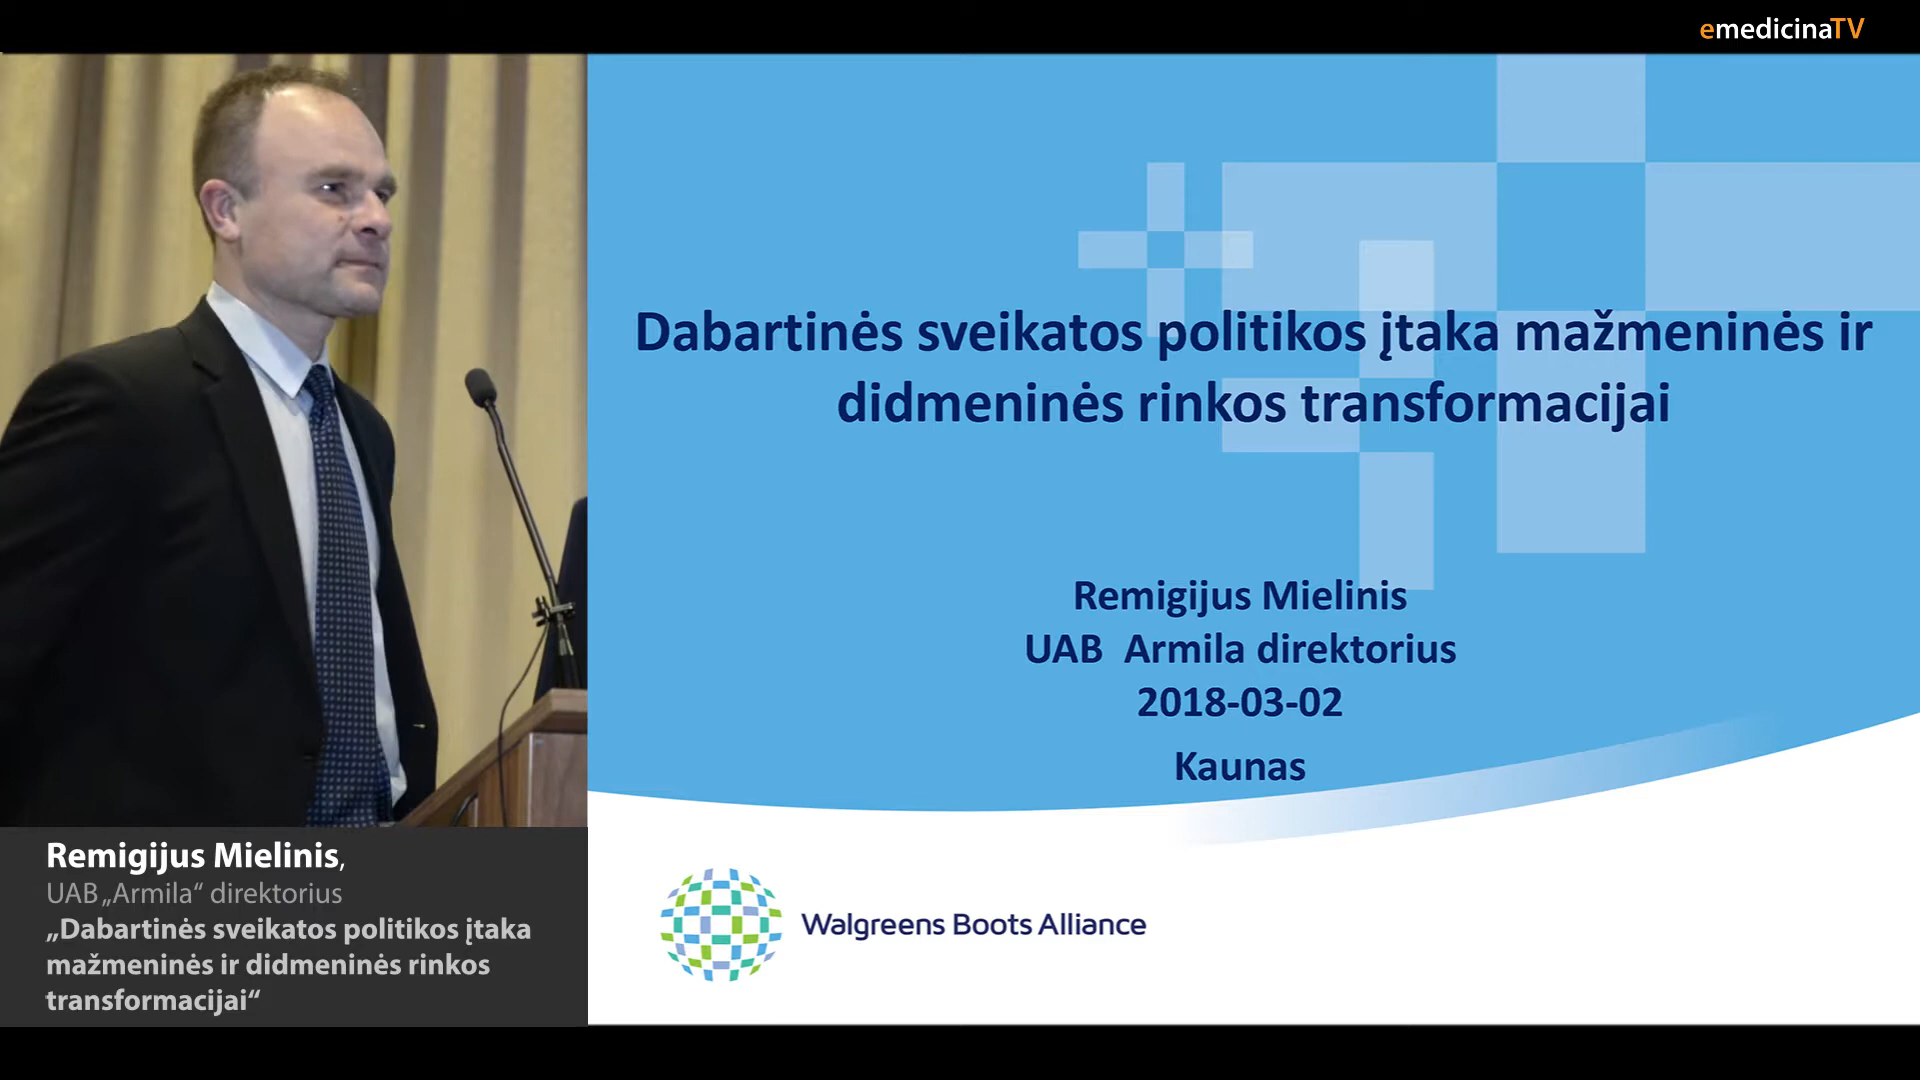 emedicinaTV
Dabartinės sveikatos politikos įtaka mažmeninės ir
didmeninės rinkos transformacijai
Remigijus Mielinis
UAB Armila direktorius
2018-03-02
Kaunas
Walgreens Boots Alliance
Remigijus Mielinis,
UAB „Armila“ direktorius
„Dabartinės sveikatos politikos įtaka
mažmeninės ir didmeninės rinkos
transformacijai“